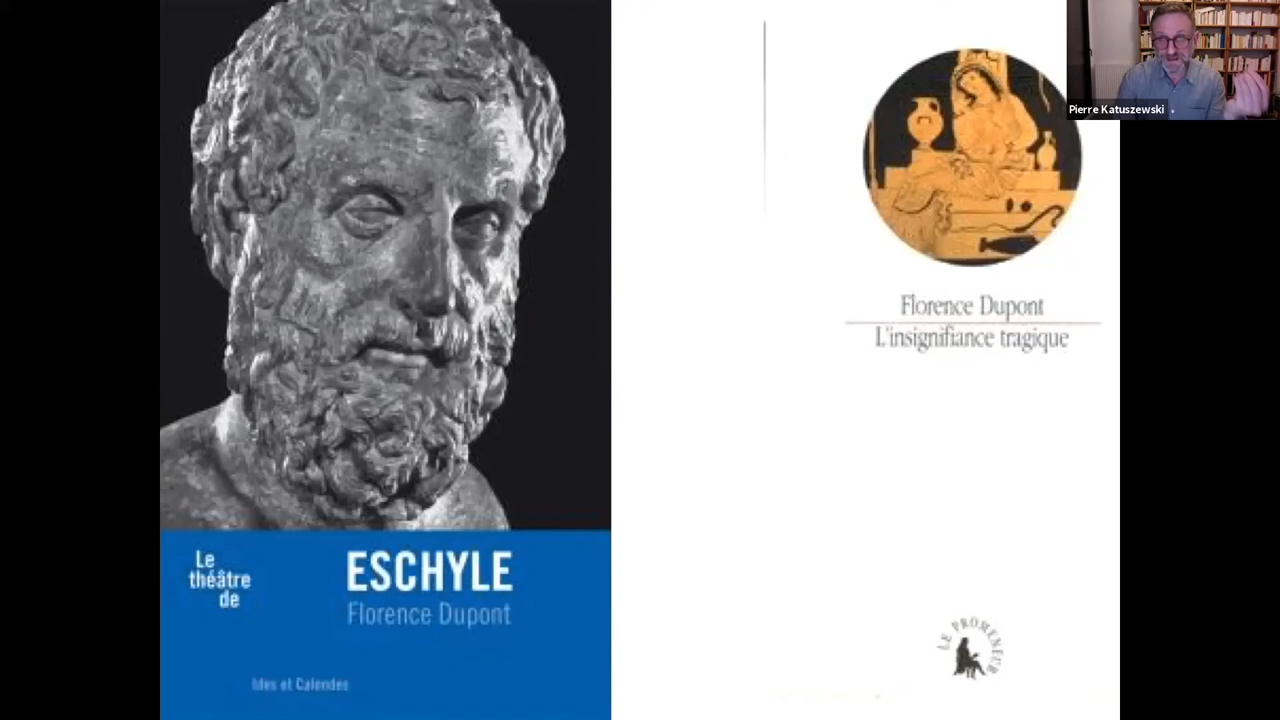 Le
théâtre
de
ESCHYLE
Florence Dupont
Ides et Calendes
Florence Dupont
L'insignifiance tragique
LE PROMENEUR
Pierre Katuszewski